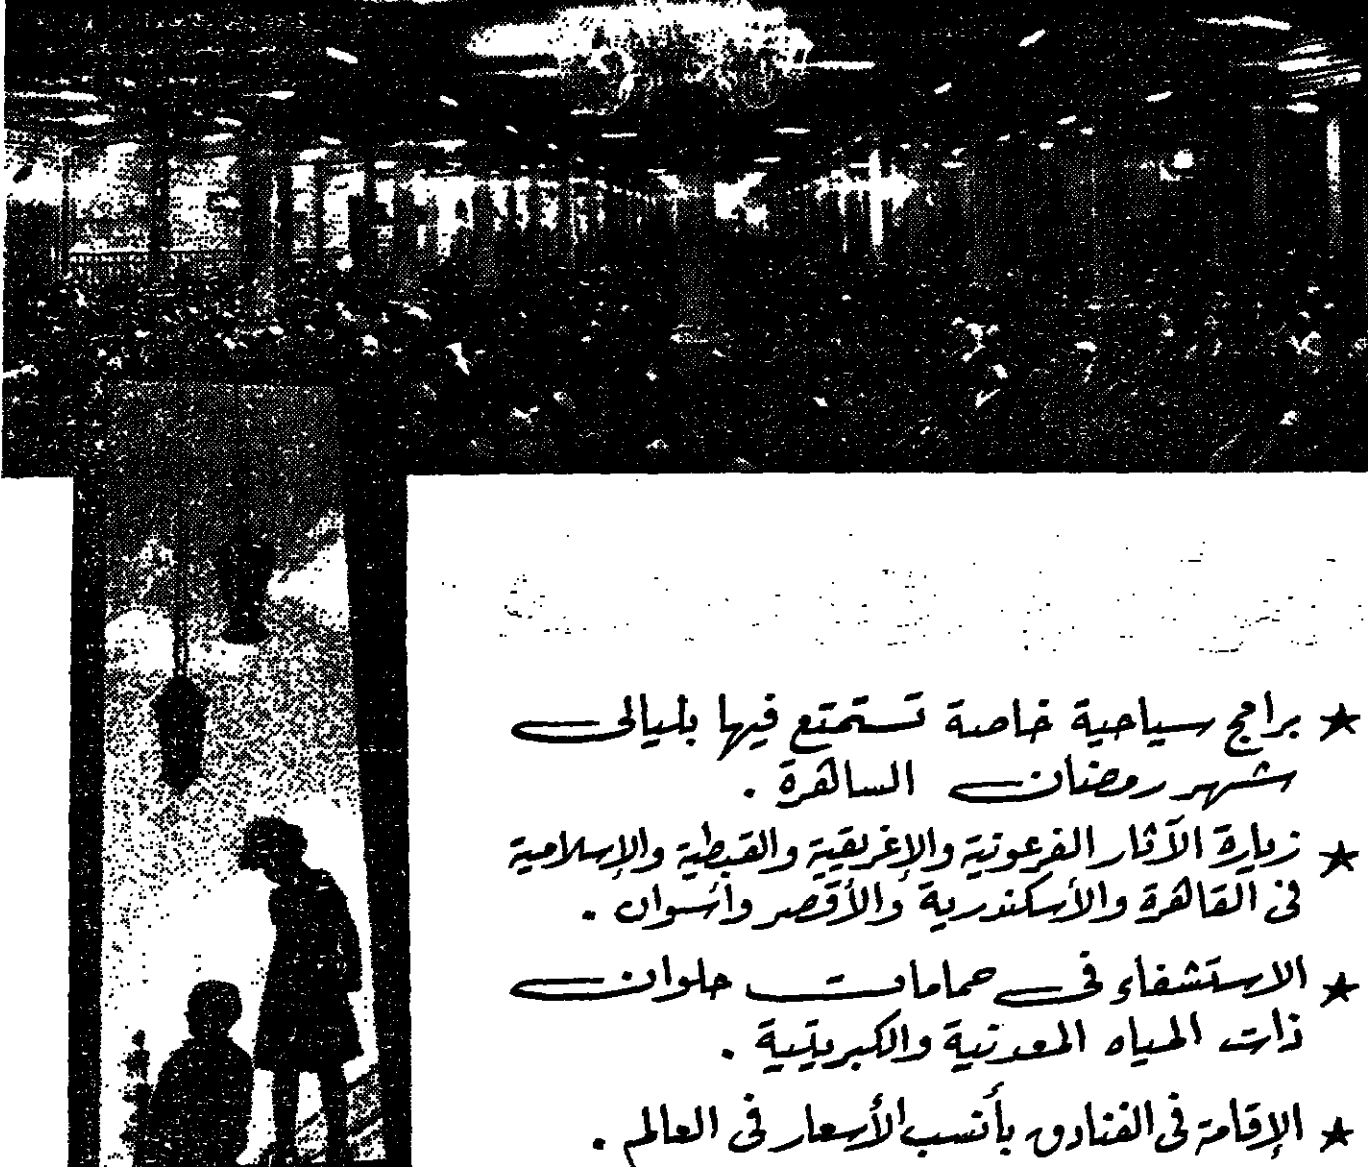 ★ برامج سياحية خاصة تستمتع فيها بليالى
شهر رمضان الساهرة .
★ زيارة الآثار الفرعونية والإغريقية والقبطية والإسلامية
فى القاهرة والأسكندرية والأقصر وأسوان .
★ الاستشفاء فى حمامات حلوان
ذات المياه المعدنية والكبريتية .
★ الإقامة فى الفنادق بأنسب الأسعار فى العالم .